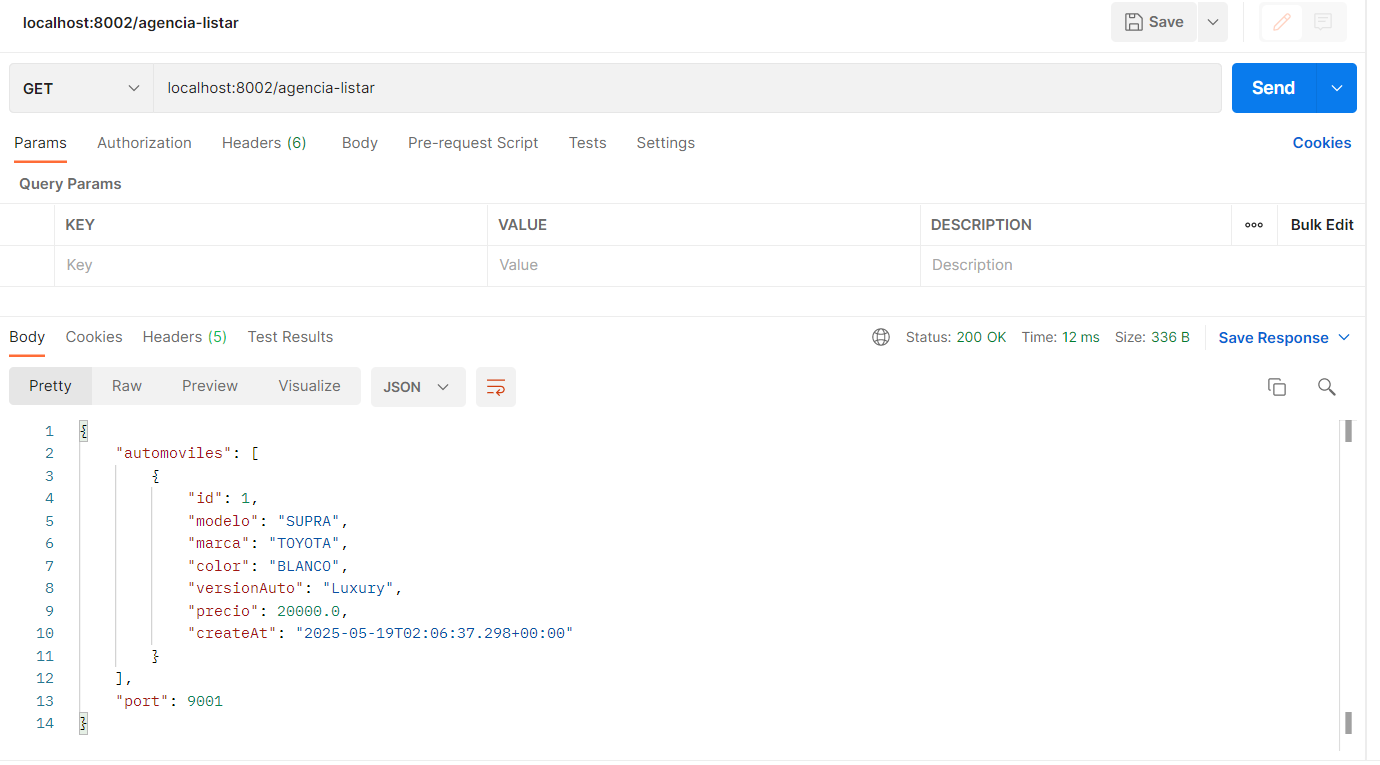 localhost:8002/agencia-listar
Save
GET localhost:8002/agencia-listar Send
Params Authorization Headers (6) Body Pre-request Script Tests Settings Cookies
Query Params
KEY VALUE DESCRIPTION ooo Bulk Edit
Key Value Description
Body Cookies Headers (5) Test Results Status: 200 OK Time: 12 ms Size: 336 B Save Response
Pretty Raw Preview Visualize JSON
1 {
2 "automoviles": [
3 {
4 "id": 1,
5 "modelo": "SUPRA",
6 "marca": "TOYOTA",
7 "color": "BLANCO",
8 "versionAuto": "Luxury",
9 "precio": 20000.0,
10 "createAt": "2025-05-19T02:06:37.298+00:00"
11 }
12 ],
13 "port": 9001
14 }